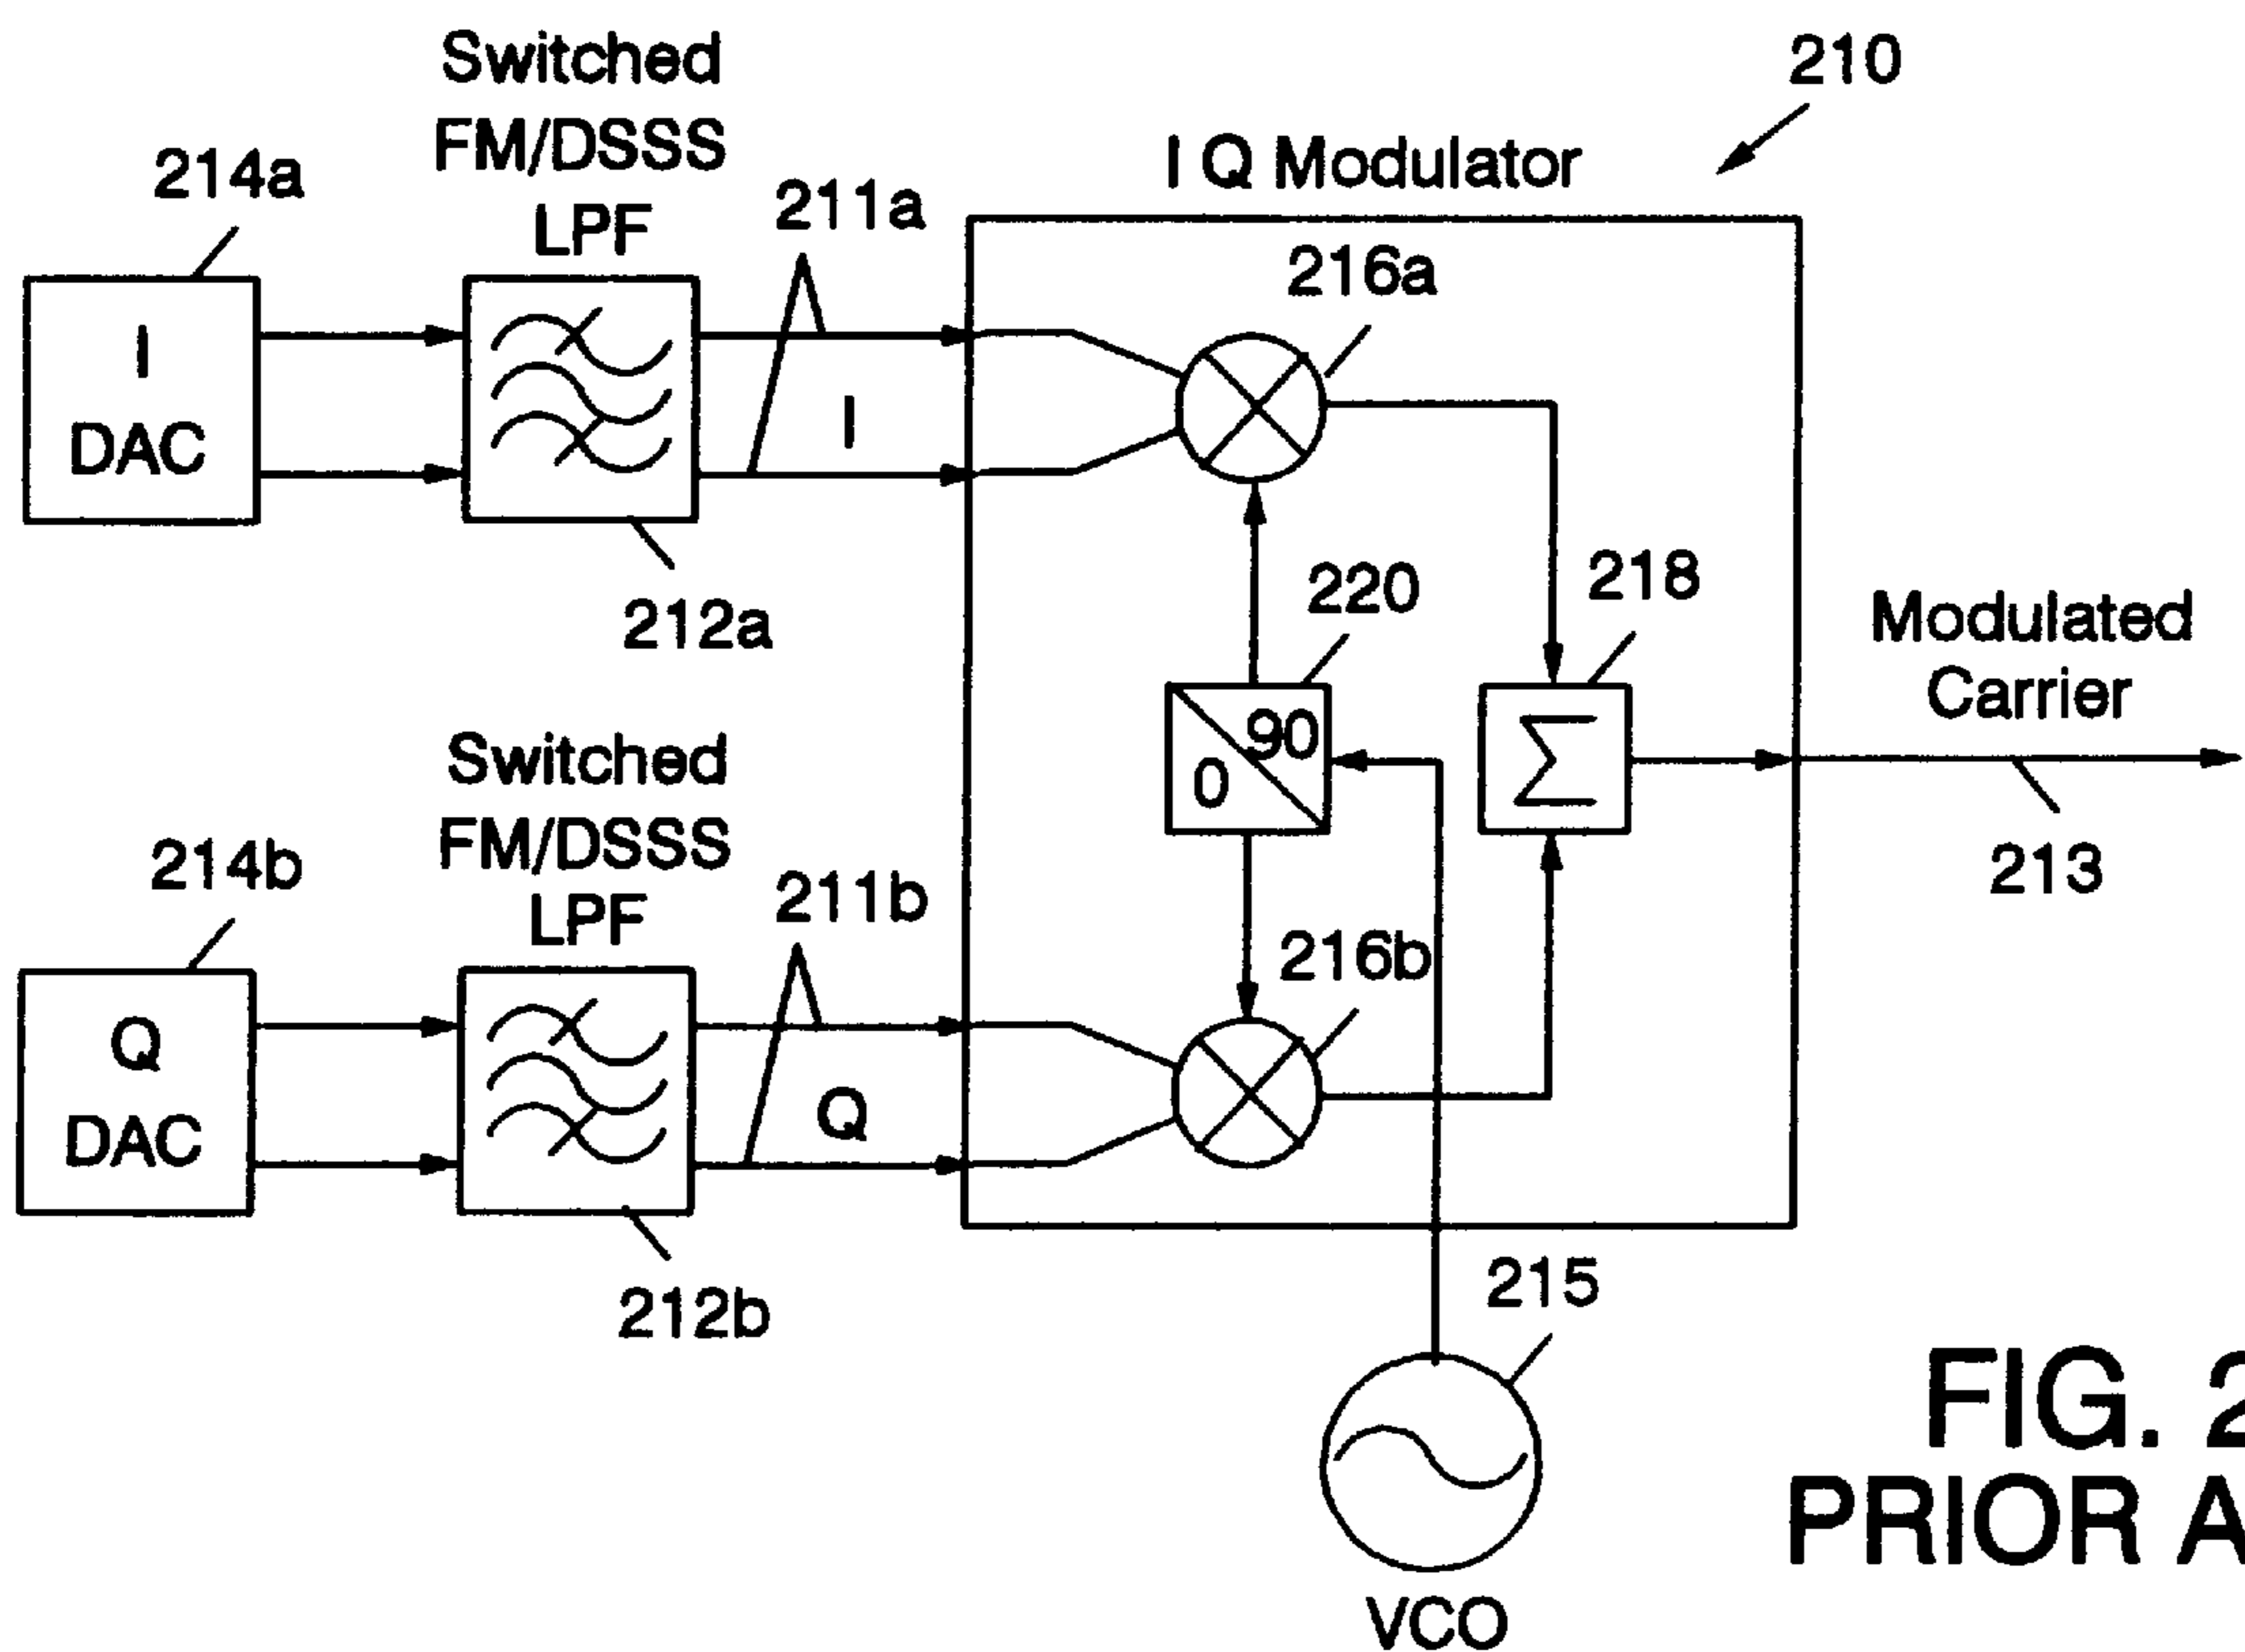 210
Switched
FM/DSSS
LPF
214a
211a
I Q Modulator
216a
I
DAC
I
212a
220
218
90
0
Σ
Modulated
Carrier
213
Switched
FM/DSSS
LPF
214b
211b
216b
Q
DAC
Q
212b
215
VCO
FIG. 2
PRIOR A